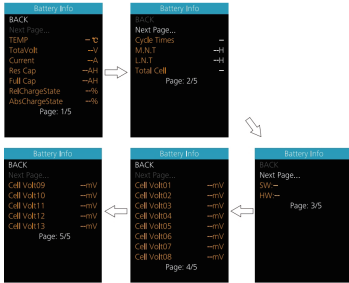 Battery Info
BACK
Next Page...
TEMP --℃
TotaVolt --V
Current --A
Res Cap --AH
Full Cap --AH
RelChargeState --%
AbsChargeState --%
Page: 1/5
Battery Info
BACK
Next Page...
Cycle Times --
M.N.T --H
L.N.T --H
Total Cell --
Page: 2/5
Battery Info
BACK
Next Page...
SW:--
HW:--
Page: 3/5
Battery Info
BACK
Next Page...
Cell Volt01 --mV
Cell Volt02 --mV
Cell Volt03 --mV
Cell Volt04 --mV
Cell Volt05 --mV
Cell Volt06 --mV
Cell Volt07 --mV
Cell Volt08 --mV
Page: 4/5
Battery Info
BACK
Next Page...
Cell Volt09 --mV
Cell Volt10 --mV
Cell Volt11 --mV
Cell Volt12 --mV
Cell Volt13 --mV
Page: 5/5